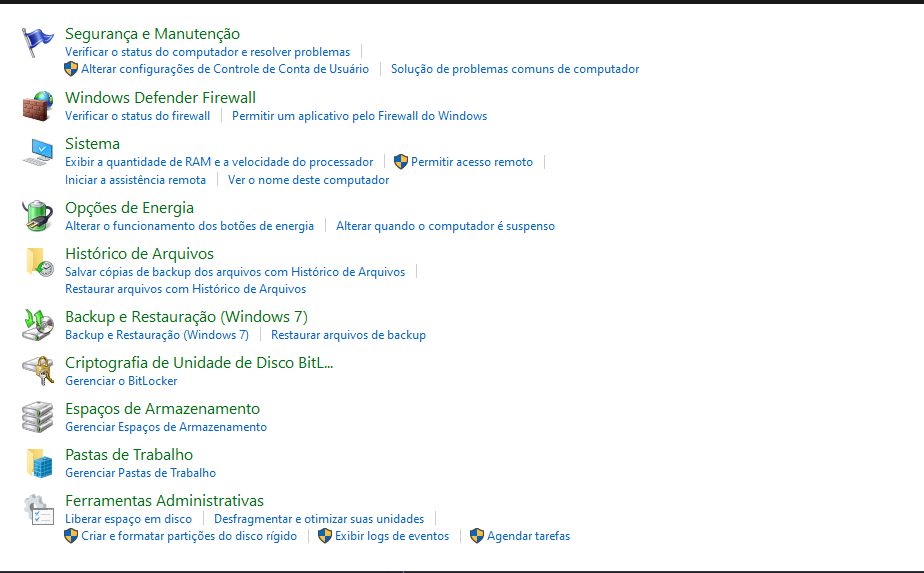 Segurança e Manutenção
Verificar o status do computador e resolver problemas
Alterar configurações de Controle de Conta de Usuário Solução de problemas comuns de computador
Windows Defender Firewall
Verificar o status do firewall Permitir um aplicativo pelo Firewall do Windows
Sistema
Exibir a quantidade de RAM e a velocidade do processador Permitir acesso remoto
Iniciar a assistência remota Ver o nome deste computador
Opções de Energia
Alterar o funcionamento dos botões de energia Alterar quando o computador é suspenso
Histórico de Arquivos
Salvar cópias de backup dos arquivos com Histórico de Arquivos
Restaurar arquivos com Histórico de Arquivos
Backup e Restauração (Windows 7)
Backup e Restauração (Windows 7) Restaurar arquivos de backup
Criptografia de Unidade de Disco BitL...
Gerenciar o BitLocker
Espaços de Armazenamento
Gerenciar Espaços de Armazenamento
Pastas de Trabalho
Gerenciar Pastas de Trabalho
Ferramentas Administrativas
Liberar espaço em disco Desfragmentar e otimizar suas unidades
Criar e formatar partições do disco rígido Exibir logs de eventos Agendar tarefas